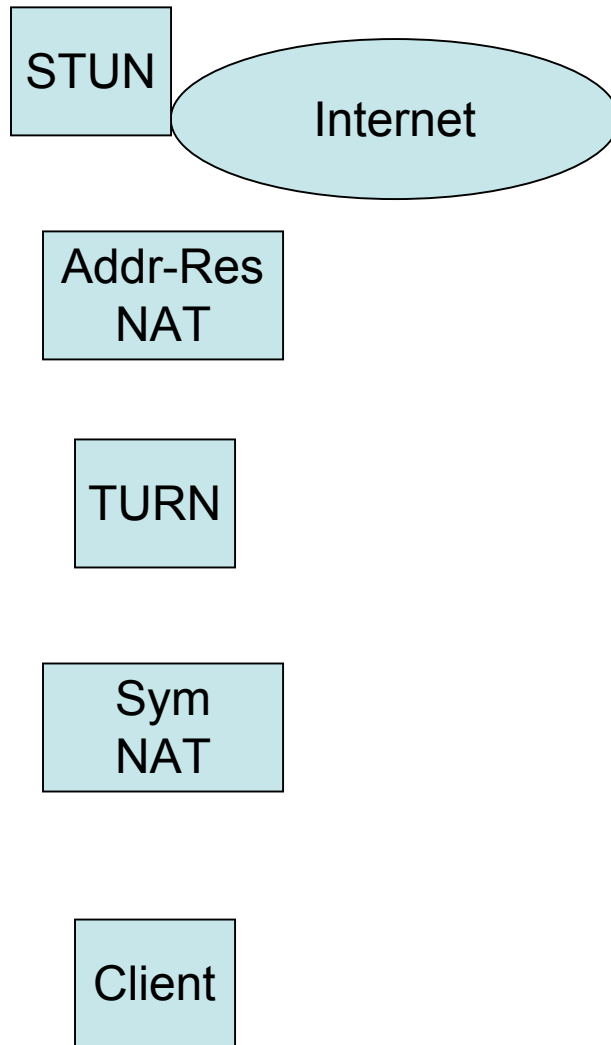 STUN
Internet
Addr-Res
NAT
TURN
Sym
NAT
Client